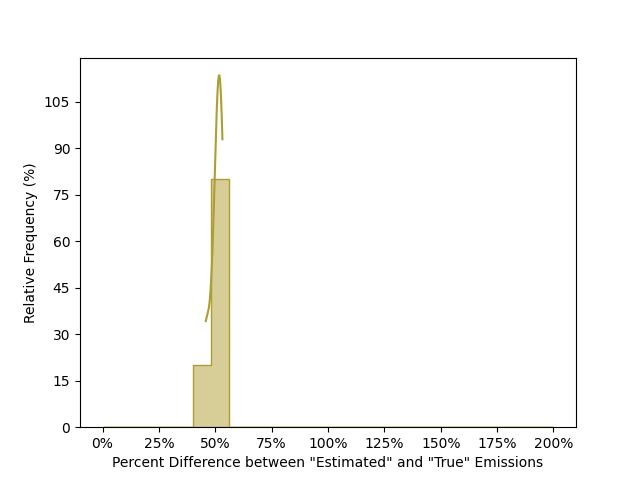 105
90
75
60
45
30
15
0
Relative Frequency (%)
0% 25% 50% 75% 100% 125% 150% 175% 200%
Percent Difference between "Estimated" and "True" Emissions